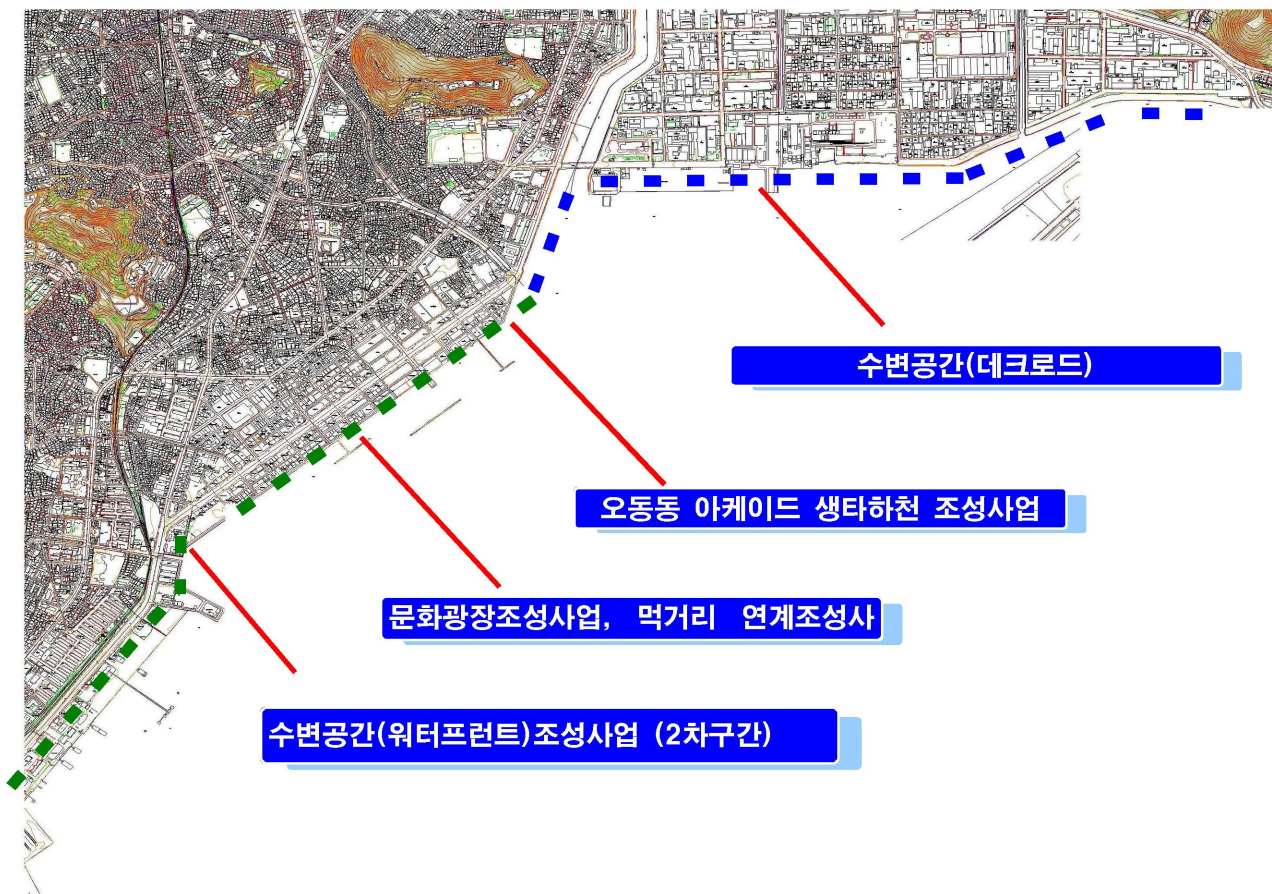 수변공간(데크로드)
오동동 아케이드 생타하천 조성사업
문화광장조성사업, 먹거리 연계조성사
수변공간(워터프런트)조성사업 (2차구간)